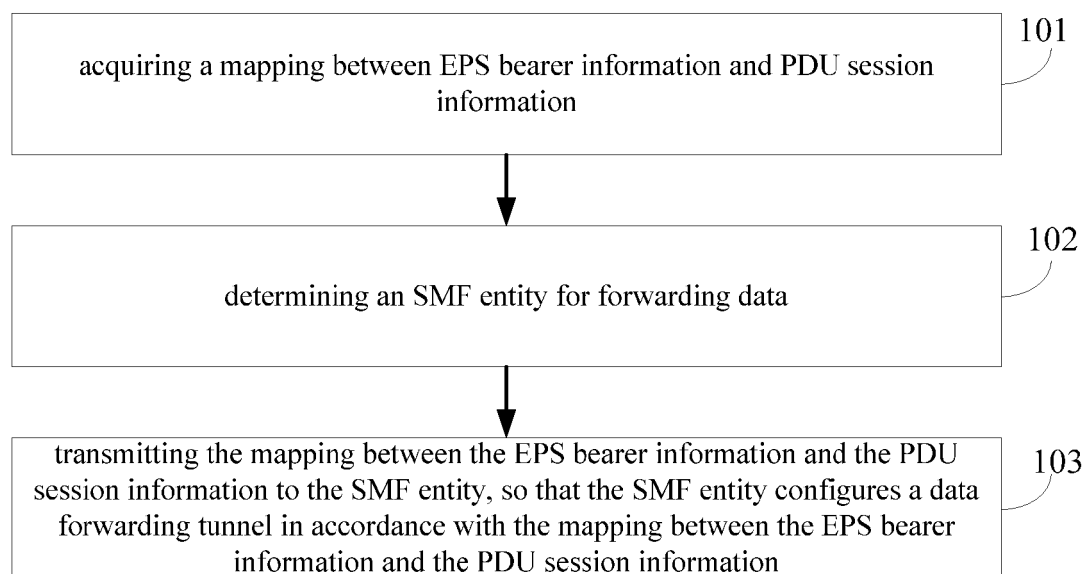 101
acquiring a mapping between EPS bearer information and PDU session
information
102
determining an SMF entity for forwarding data
103
transmitting the mapping between the EPS bearer information and the PDU
session information to the SMF entity, so that the SMF entity configures a data
forwarding tunnel in accordance with the mapping between the EPS bearer
information and the PDU session information